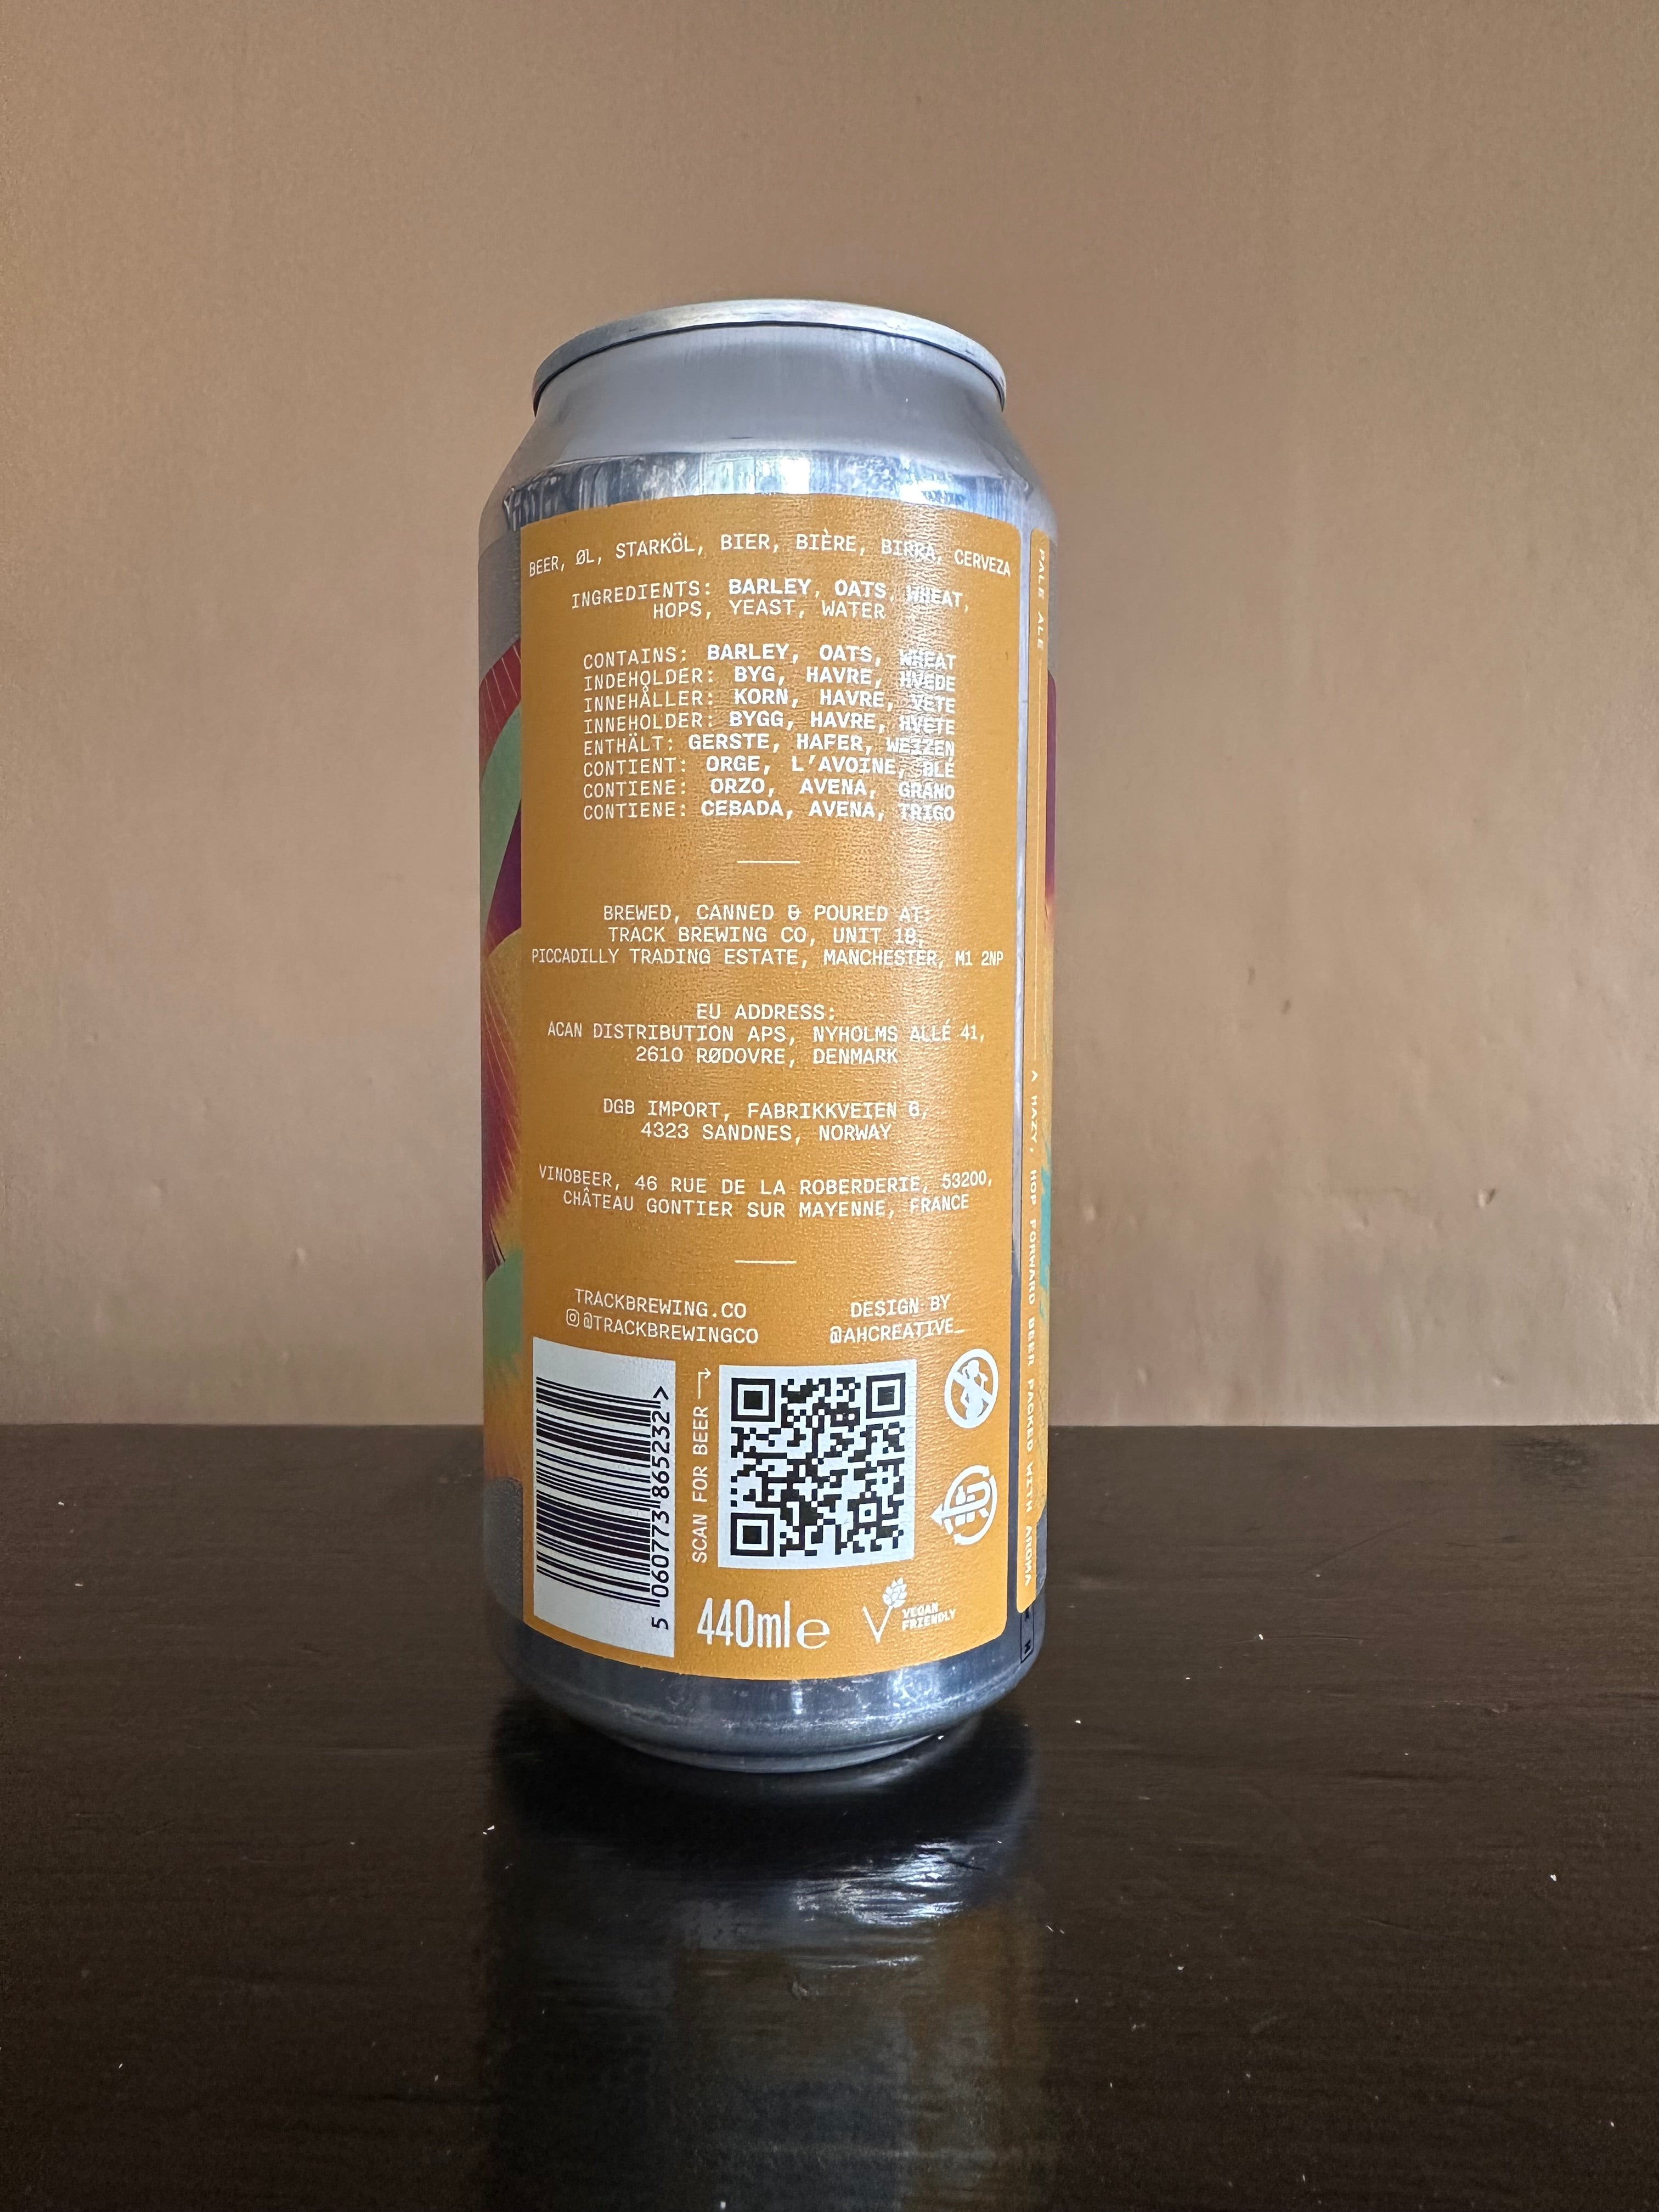 BEER, ØL, STARKÖL, BIER, BIÈRE, BIRRA, CERVEZA
INGREDIENTS: BARLEY, OATS, WHEAT,
HOPS, YEAST, WATER
CONTAINS: BARLEY, OATS, WHEAT
INDEHOLDER: BYG, HAVRE, HVEDE
INNEHÅLLER: KORN, HAVRE, VETE
INNEHOLDER: BYGG, HAVRE, HVETE
ENTHÄLT: GERSTE, HAFER, WEIZEN
CONTIENT: ORGE, L'AVOINE, BLÉ
CONTIENE: ORZO, AVENA, GRANO
CONTIENE: CEBADA, AVENA, TRIGO
BREWED, CANNED & POURED AT:
TRACK BREWING CO, UNIT 18,
PICCADILLY TRADING ESTATE, MANCHESTER, M1 2NP
EU ADDRESS:
ACAN DISTRIBUTION APS, NYHOLMS ALLÉ 41,
2610 RØDOVRE, DENMARK
DGB IMPORT, FABRIKKVEIEN 6,
4323 SANDNES, NORWAY
VINOBEER, 46 RUE DE LA ROBERDERIE, 53200,
CHÂTEAU GONTIER SUR MAYENNE, FRANCE
TRACKBREWING.CO
@TRACKBREWINGCO
DESIGN BY
@AHCREATIVE_
5 060773 865232 >
SCAN FOR BEER
440ml e
VEGAN
FRIENDLY
PALE ALE
A HAZY, HOP FORWARD BEER PACKED WITH AROMA